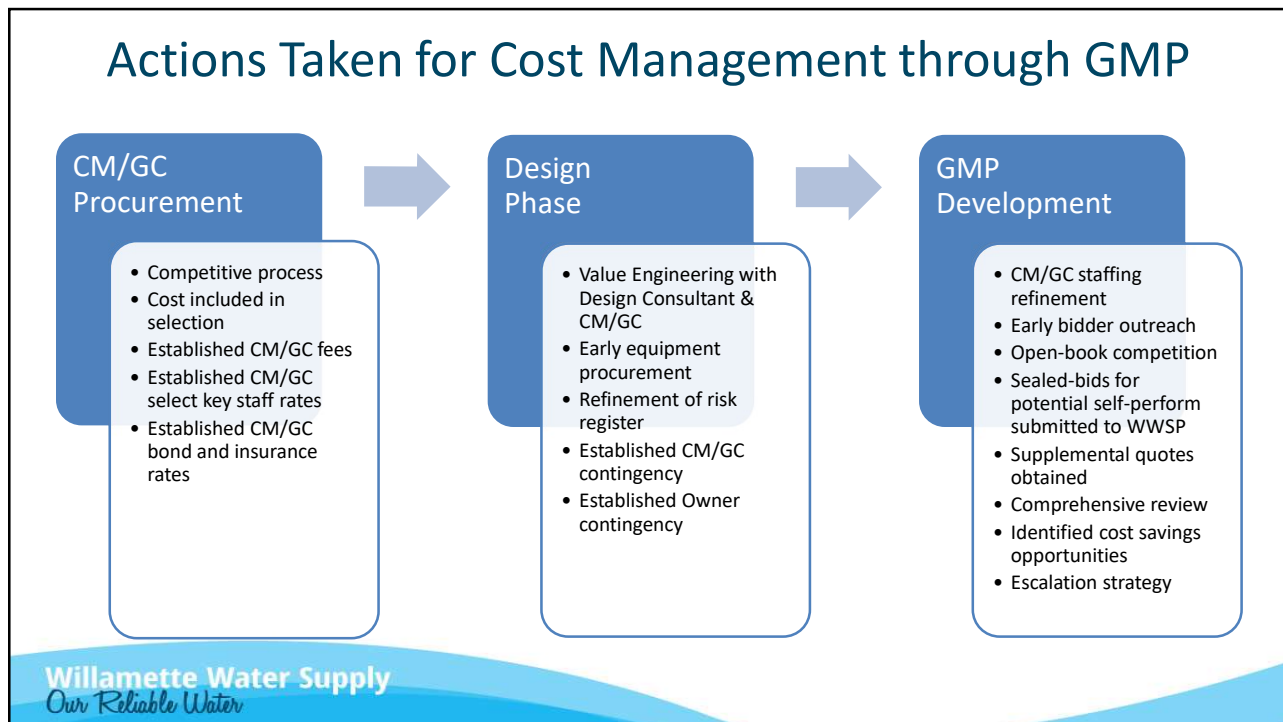 Actions Taken for Cost Management through GMP
CM/GC
Procurement
• Competitive process
• Cost included in
selection
• Established CM/GC fees
• Established CM/GC
select key staff rates
• Established CM/GC
bond and insurance
rates
Design
Phase
• Value Engineering with
Design Consultant &
CM/GC
• Early equipment
procurement
• Refinement of risk
register
• Established CM/GC
contingency
• Established Owner
contingency
GMP
Development
• CM/GC staffing
refinement
• Early bidder outreach
• Open-book competition
• Sealed-bids for
potential self-perform
submitted to WWSP
• Supplemental quotes
obtained
• Comprehensive review
• Identified cost savings
opportunities
• Escalation strategy
Willamette Water Supply
Our Reliable Water